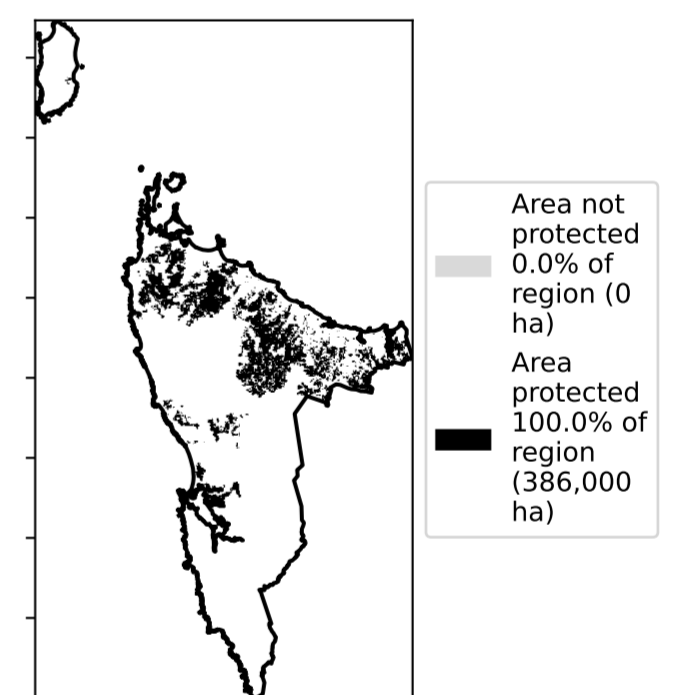 Area not
protected
0.0% of
region (0
ha)
Area
protected
100.0% of
region
(386,000
ha)